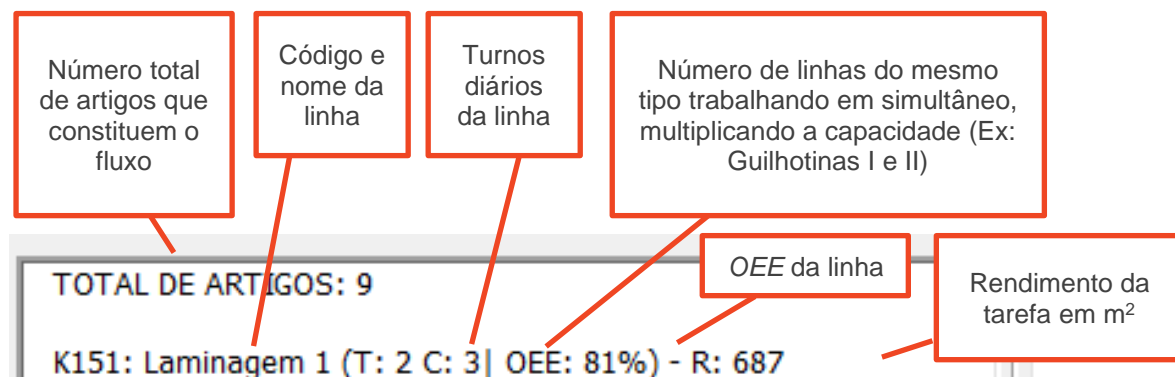 Número total
de artigos que
constituem o
fluxo
Código e
nome da
linha
Turnos
diários
da linha
Número de linhas do mesmo
tipo trabalhando em simultâneo,
multiplicando a capacidade (Ex:
Guilhotinas I e II)
OEE da linha
Rendimento da
tarefa em m²
TOTAL DE ARTIGOS: 9
K151: Laminagem 1 (T: 2 C: 3| OEE: 81%) - R: 687